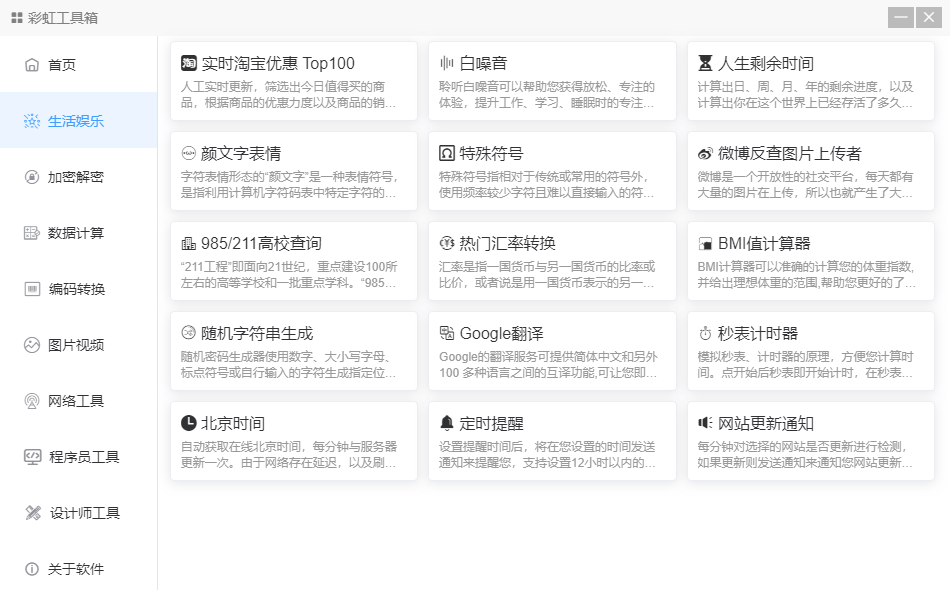 彩虹工具箱
首页
生活娱乐
加密解密
数据计算
编码转换
图片视频
网络工具
程序员工具
设计师工具
关于软件
淘 实时淘宝优惠 Top100
人工实时更新，筛选出今日值得买的商
品，根据商品的优惠力度以及商品的销...
白噪音
聆听白噪音可以帮助您获得放松、专注的
体验，提升工作、学习、睡眠时的专注...
人生剩余时间
计算出日、周、月、年的剩余进度，以及
计算出你在这个世界上已经存活了多久...
颜文字表情
字符表情形态的“颜文字”是一种表情符号，
是指利用计算机字符码表中特定字符的...
特殊符号
特殊符号指相对于传统或常用的符号外，
使用频率较少字符且难以直接输入的符...
微博反查图片上传者
微博是一个开放性的社交平台，每天都有
大量的图片在上传，所以也就产生了大...
985/211高校查询
“211工程”即面向21世纪，重点建设100所
左右的高等学校和一批重点学科。“985...
热门汇率转换
汇率是指一国货币与另一国货币的比率或
比价，或者说是用一国货币表示的另一...
BMI值计算器
BMI计算器可以准确的计算您的体重指数,
并给出理想体重的范围,帮助您更好的了...
随机字符串生成
随机密码生成器使用数字、大小写字母、
标点符号或自行输入的字符生成指定位...
Google翻译
Google的翻译服务可提供简体中文和另外
100 多种语言之间的互译功能,可让您即...
秒表计时器
模拟秒表、计时器的原理，方便您计算时
间。点开始后秒表即开始计时，在秒表...
北京时间
自动获取在线北京时间，每分钟与服务器
更新一次。由于网络存在延迟，以及刷...
定时提醒
设置提醒时间后，将在您设置的时间发送
通知来提醒您，支持设置12小时以内的...
网站更新通知
每分钟对选择的网站是否更新进行检测，
如果更新则发送通知来通知您网站更新...